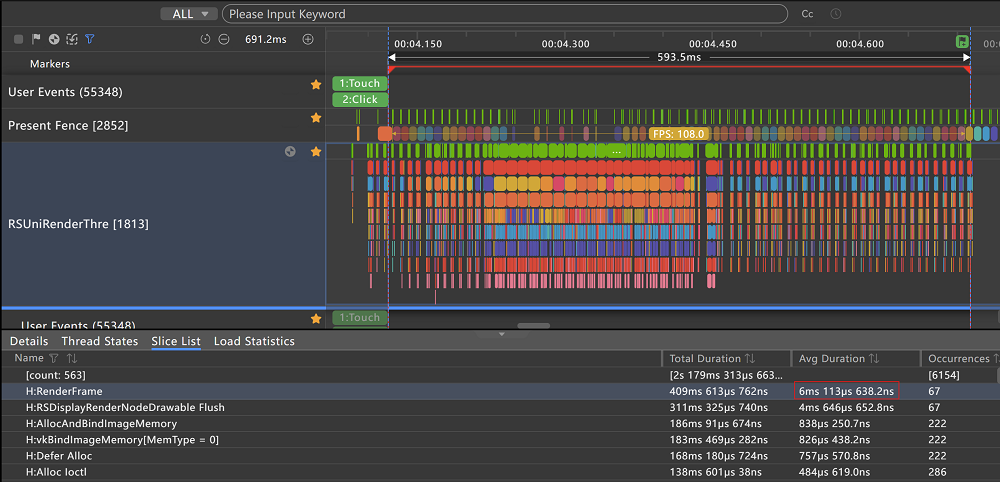 ALL Please Input Keyword Cc
691.2ms 00:04.150 00:04.300 00:04.450 00:04.600
593.5ms
Markers
1:Touch
User Events (55348)
2:Click
Present Fence [2852]
FPS: 108.0
...
RSUniRenderThre [1813]
1:Touch
User Events (55348)
Details Thread States Slice List Load Statistics
Name Total Duration Avg Duration Occurrences
[count: 563] [2s 179ms 313μs 663... [6154]
H:RenderFrame 409ms 613μs 762ns 6ms 113μs 638.2ns 67
H:RSDisplayRenderNodeDrawable Flush 311ms 325μs 740ns 4ms 646μs 652.8ns 67
H:AllocAndBindImageMemory 186ms 91μs 674ns 838μs 250.7ns 222
H:vkBindImageMemory[MemType = 0] 183ms 469μs 282ns 826μs 438.2ns 222
H:Defer Alloc 168ms 180μs 724ns 757μs 570.8ns 222
H:Alloc Ioctl 138ms 601μs 38ns 484μs 619.0ns 286